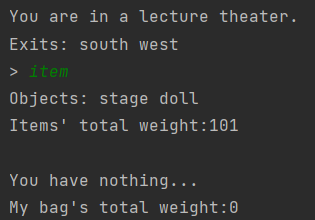 You are in a lecture theater.
Exits: south west
> item
Objects: stage doll
Items' total weight:101

You have nothing...
My bag's total weight:0